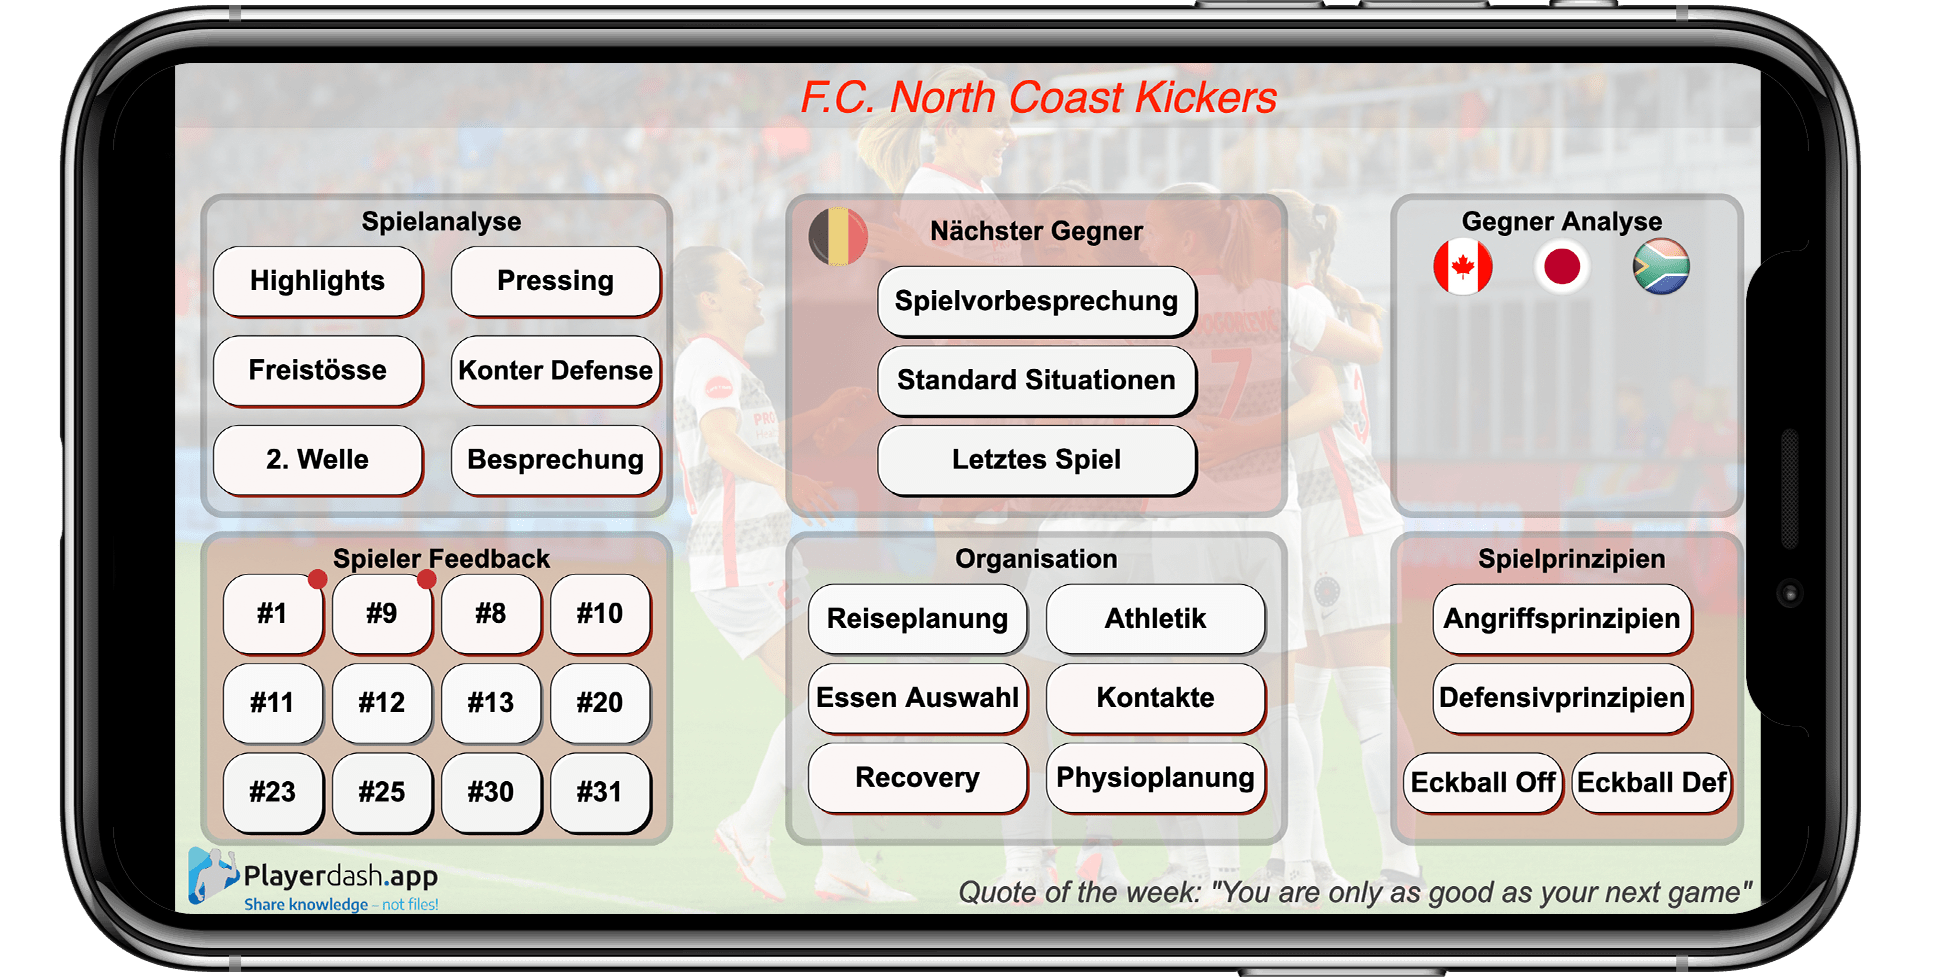 F.C. North Coast Kickers
Spielanalyse
Highlights
Pressing
Freistösse
Konter Defense
2. Welle
Besprechung
Nächster Gegner
Spielvorbesprechung
Standard Situationen
Letztes Spiel
7
Gegner Analyse
Spieler Feedback
#1
#9
#8
#10
#11
#12
#13
#20
#23
#25
#30
#31
Organisation
Reiseplanung
Athletik
Essen Auswahl
Kontakte
Recovery
Physioplanung
Spielprinzipien
Angriffsprinzipien
Defensivprinzipien
Eckball Off
Eckball Def
Playerdash.app
Share knowledge – not files!
Quote of the week: "You are only as good as your next game"